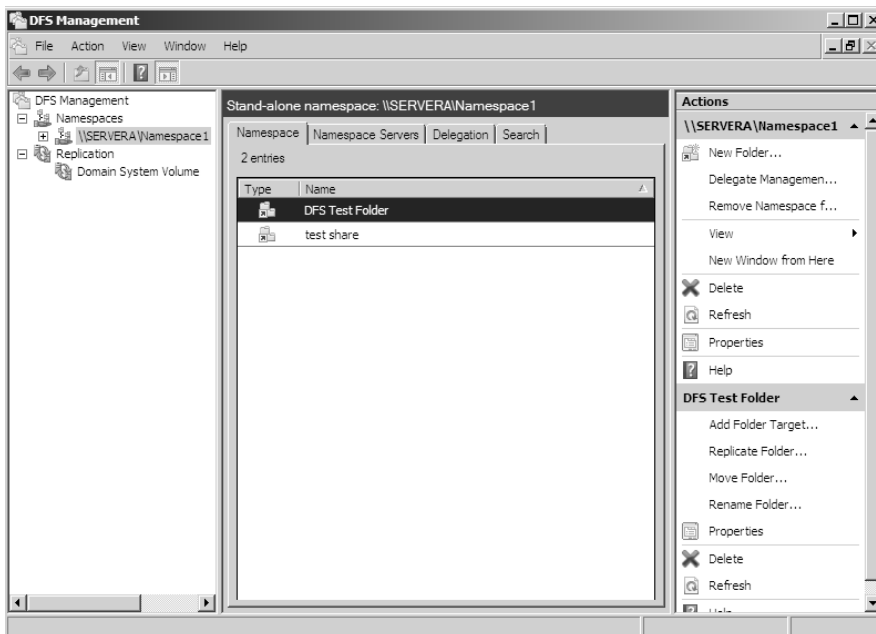 DFS Management
File Action View Window Help
DFS Management
Namespaces
\\SERVERA\Namespace1
Replication
Domain System Volume
Stand-alone namespace: \\SERVERA\Namespace1
Namespace Namespace Servers Delegation Search
2 entries
Type Name
DFS Test Folder
test share
Actions
\\SERVERA\Namespace1
New Folder...
Delegate Managemen...
Remove Namespace f...
View
New Window from Here
Delete
Refresh
Properties
Help
DFS Test Folder
Add Folder Target...
Replicate Folder...
Move Folder...
Rename Folder...
Properties
Delete
Refresh